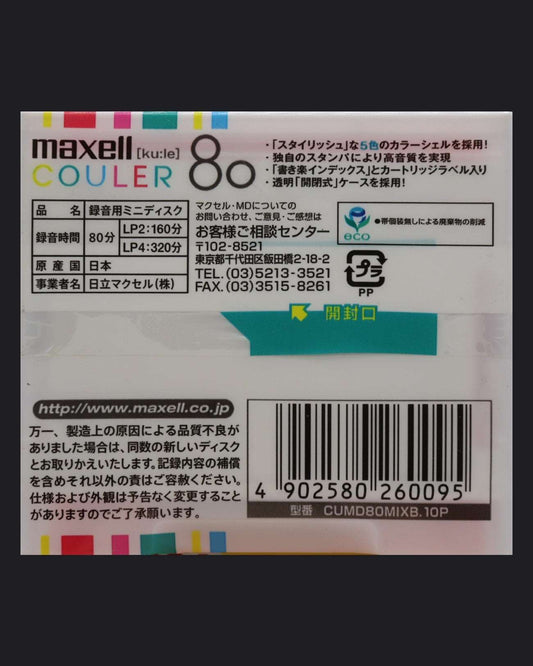 maxell [ku:le]
COULER 80
・「スタイリッシュ」な5色のカラーシェルを採用!
・独自のスタンパにより高音質を実現
・「書き楽インデックス」とカートリッジラベル入り
・透明「開閉式」ケースを採用!
品 名 録音用ミニディスク
録音時間 80分 LP2:160分
LP4:320分
原産国 日本
事業者名 日立マクセル(株)
マクセル・MDについての
お問い合わせ、ご意見・ご感想は
お客様ご相談センター
〒102-8521
東京都千代田区飯田橋2-18-2
TEL.(03)5213-3521
FAX.(03)3515-8261
eco
●帯個装無しによる廃棄物の削減
プラ
PP
開封口
http://www.maxell.co.jp
万一、製造上の原因による品質不良が
ありました場合は、同数の新しいディスク
とお取りかえいたします。記録内容の補償
を含めそれ以外の責はご容赦ください。
仕様および外観は予告なく変更すること
がありますのでご了承願います。
4 902580 260095
型番 CUMD80MIXB.10P